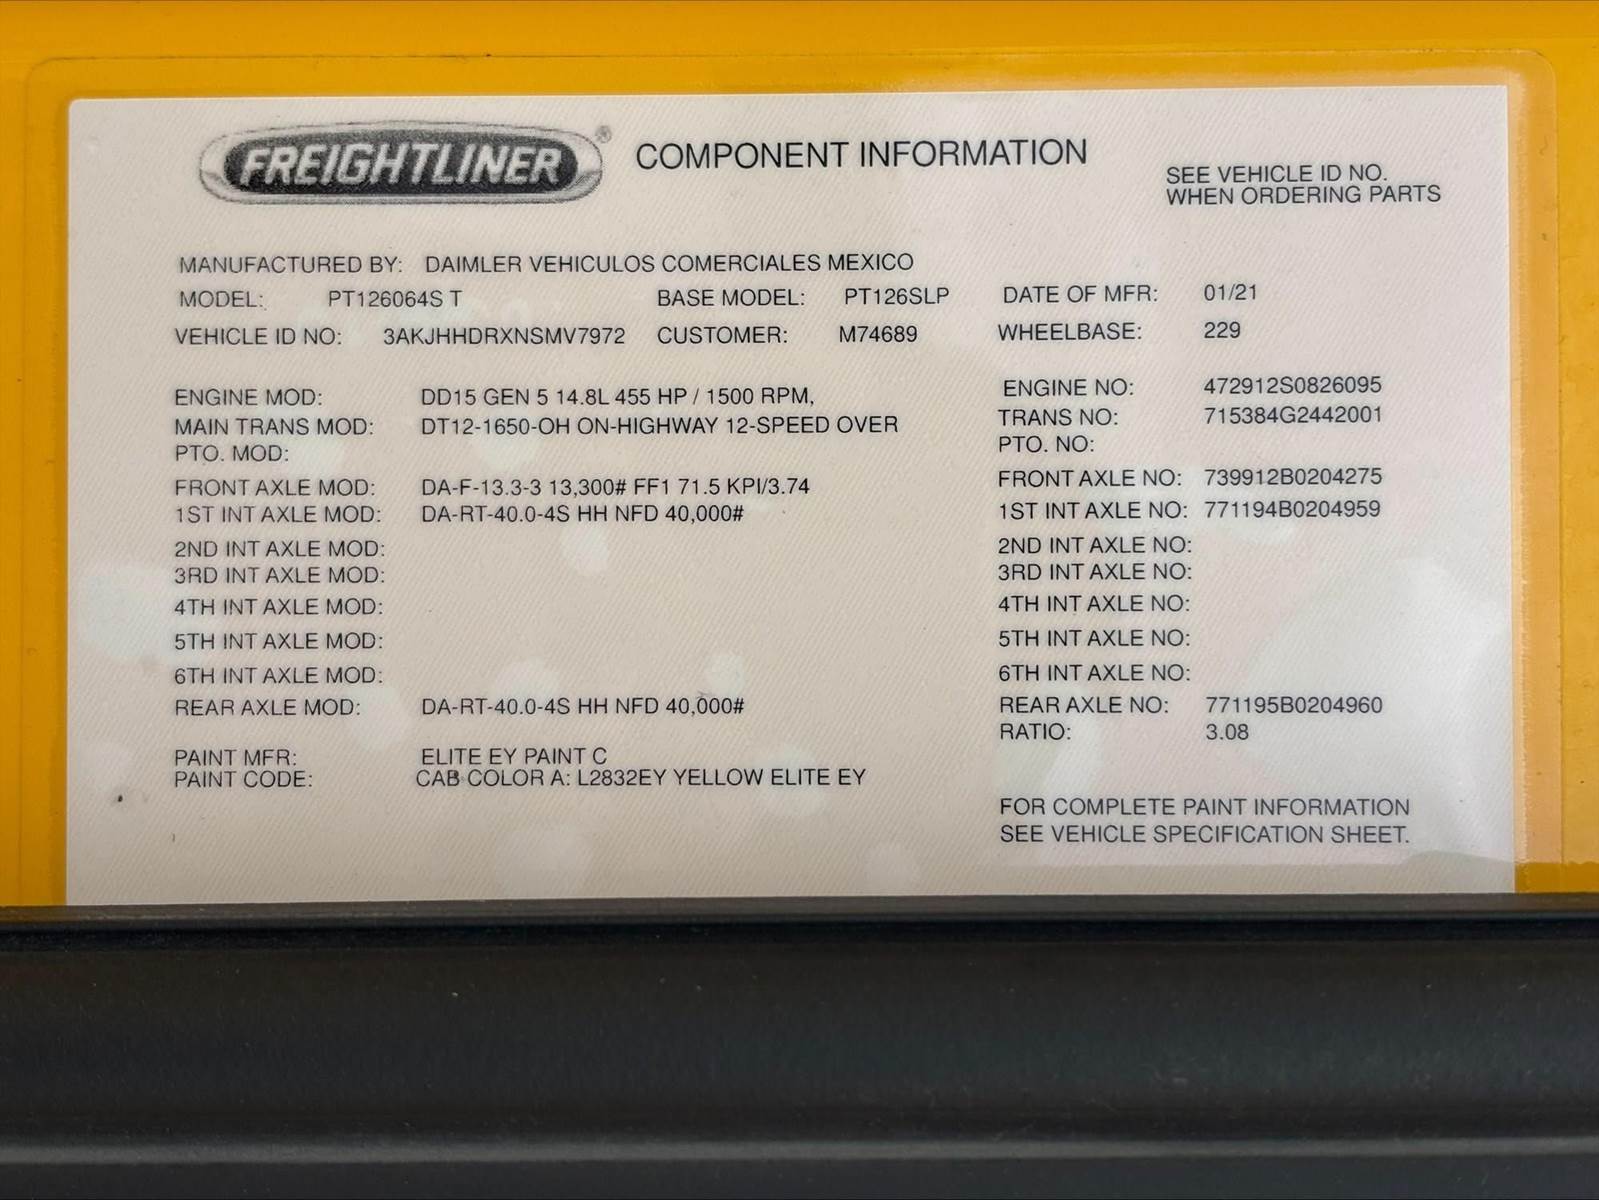 FREIGHTLINER® COMPONENT INFORMATION
SEE VEHICLE ID NO.
WHEN ORDERING PARTS
MANUFACTURED BY: DAIMLER VEHICULOS COMERCIALES MEXICO
MODEL: PT126064S T BASE MODEL: PT126SLP DATE OF MFR: 01/21
VEHICLE ID NO: 3AKJHHDRXNSMV7972 CUSTOMER: M74689 WHEELBASE: 229
ENGINE MOD: DD15 GEN 5 14.8L 455 HP / 1500 RPM, ENGINE NO: 472912S0826095
MAIN TRANS MOD: DT12-1650-OH ON-HIGHWAY 12-SPEED OVER TRANS NO: 715384G2442001
PTO. MOD: PTO. NO:
FRONT AXLE MOD: DA-F-13.3-3 13,300# FF1 71.5 KPI/3.74 FRONT AXLE NO: 739912B0204275
1ST INT AXLE MOD: DA-RT-40.0-4S HH NFD 40,000# 1ST INT AXLE NO: 771194B0204959
2ND INT AXLE MOD: 2ND INT AXLE NO:
3RD INT AXLE MOD: 3RD INT AXLE NO:
4TH INT AXLE MOD: 4TH INT AXLE NO:
5TH INT AXLE MOD: 5TH INT AXLE NO:
6TH INT AXLE MOD: 6TH INT AXLE NO:
REAR AXLE MOD: DA-RT-40.0-4S HH NFD 40,000# REAR AXLE NO: 771195B0204960
RATIO: 3.08
PAINT MFR: ELITE EY PAINT C
PAINT CODE: CAB COLOR A: L2832EY YELLOW ELITE EY
FOR COMPLETE PAINT INFORMATION
SEE VEHICLE SPECIFICATION SHEET.